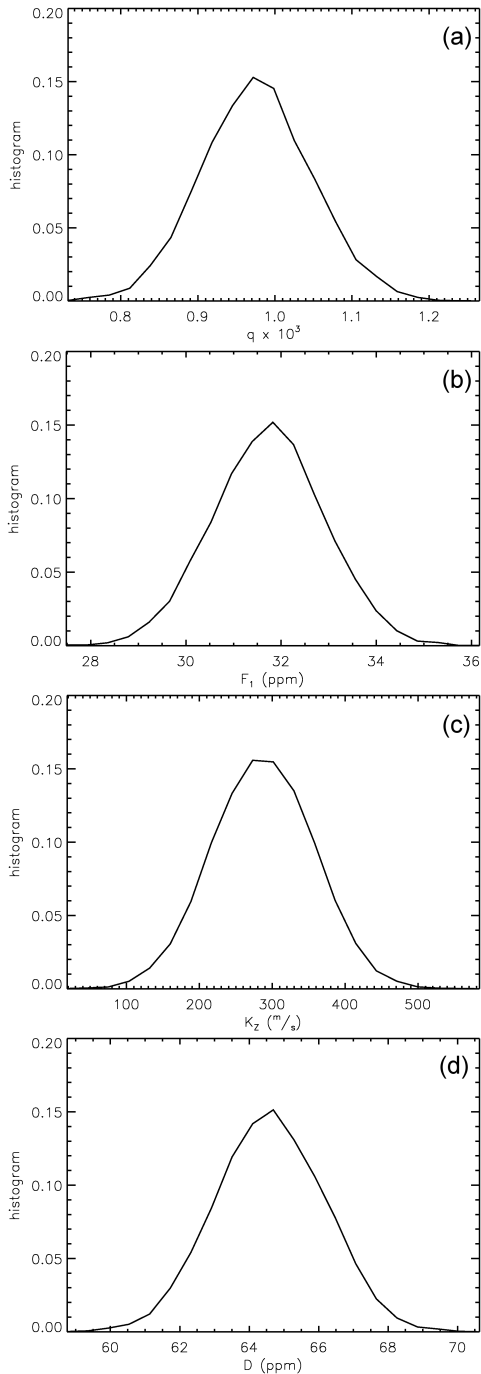 (a)
0.20
0.15
0.10
0.05
0.00
histogram
0.8 0.9 1.0 1.1 1.2
q × 10³
(b)
0.20
0.15
0.10
0.05
0.00
histogram
28 30 32 34 36
F₁ (ppm)
(c)
0.20
0.15
0.10
0.05
0.00
histogram
100 200 300 400 500
K_Z (m/s)
(d)
0.20
0.15
0.10
0.05
0.00
histogram
60 62 64 66 68 70
D (ppm)